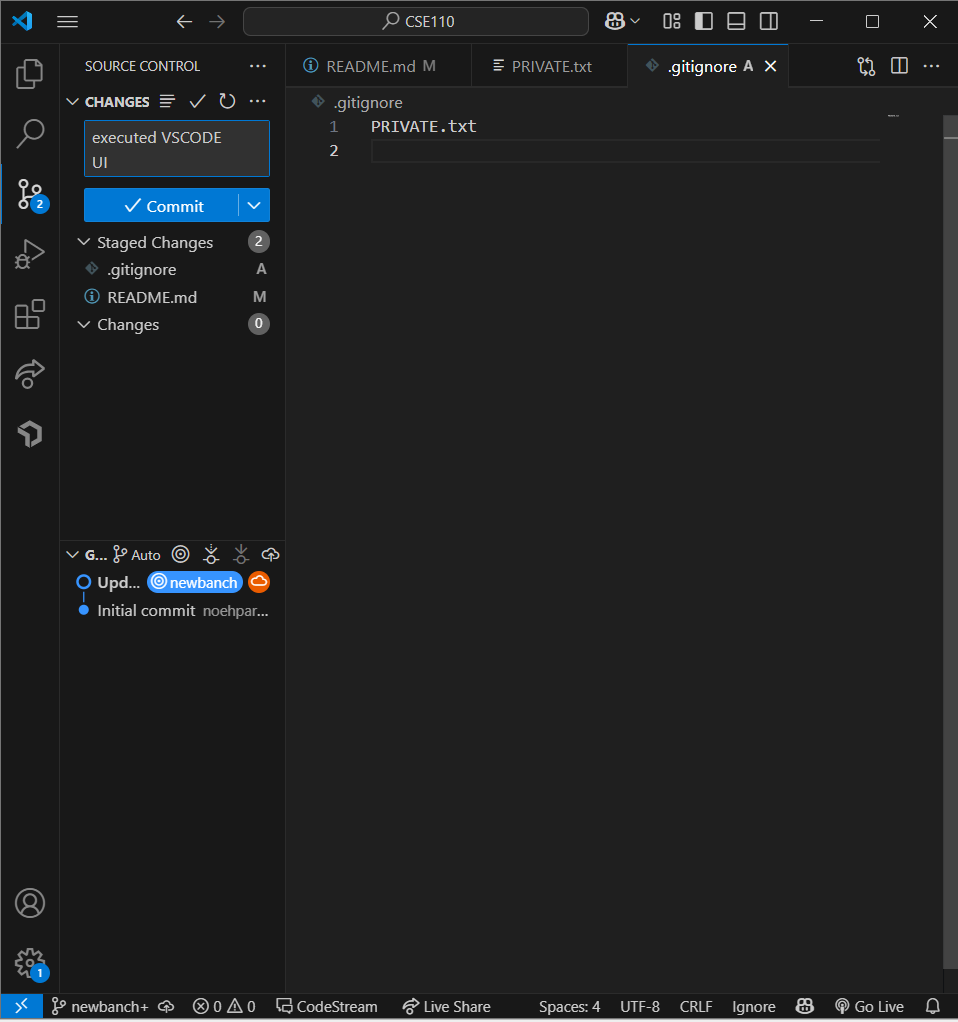 CSE110
SOURCE CONTROL ...
CHANGES ...
executed VSCODE
UI
Commit
Staged Changes 2
.gitignore A
README.md M
Changes 0
G... Auto
Upd... newbanch
Initial commit noehpar...
README.md M
PRIVATE.txt
.gitignore A
.gitignore
1 PRIVATE.txt
2
2
1
newbanch+ 0 0 CodeStream Live Share Spaces: 4 UTF-8 CRLF Ignore Go Live